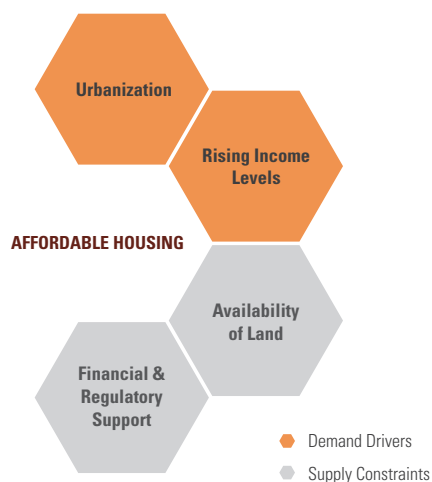 Urbanization
Rising Income
Levels
AFFORDABLE HOUSING
Availability
of Land
Financial &
Regulatory
Support
Demand Drivers
Supply Constraints